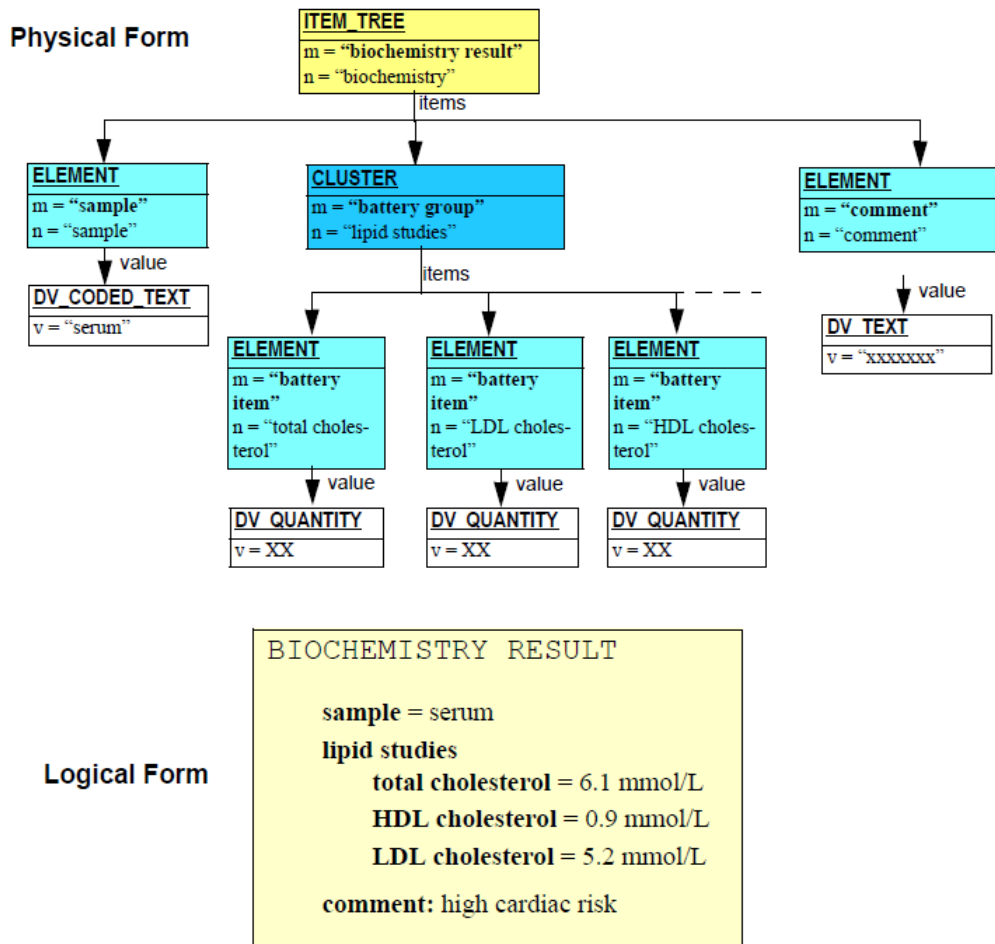 Physical Form
ITEM_TREE
m = “biochemistry result”
n = “biochemistry”
items
ELEMENT
m = “sample”
n = “sample”
value
DV_CODED_TEXT
v = “serum”
CLUSTER
m = “battery group”
n = “lipid studies”
items
ELEMENT
m = “comment”
n = “comment”
value
DV_TEXT
v = “xxxxxxx”
ELEMENT
m = “battery
item”
n = “total choles-
terol”
value
DV_QUANTITY
v = XX
ELEMENT
m = “battery
item”
n = “LDL choles-
terol”
value
DV_QUANTITY
v = XX
ELEMENT
m = “battery
item”
n = “HDL choles-
terol”
value
DV_QUANTITY
v = XX
Logical Form
BIOCHEMISTRY RESULT
sample = serum
lipid studies
total cholesterol = 6.1 mmol/L
HDL cholesterol = 0.9 mmol/L
LDL cholesterol = 5.2 mmol/L
comment: high cardiac risk